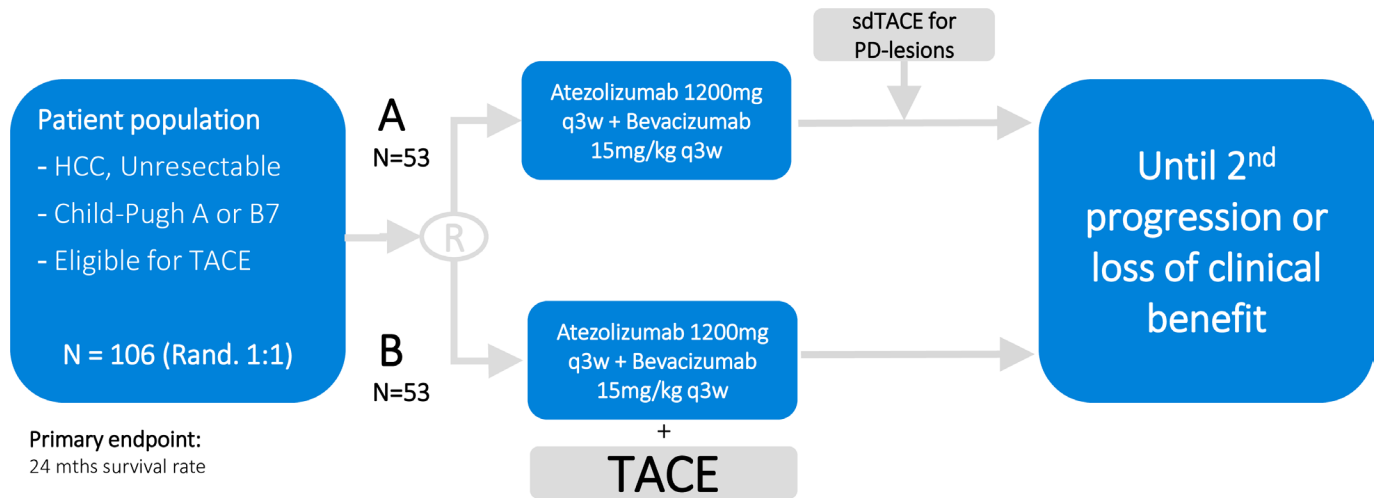 Patient population
- HCC, Unresectable
- Child-Pugh A or B7
- Eligible for TACE
N = 106 (Rand. 1:1)
Primary endpoint:
24 mths survival rate
A
N=53
R
B
N=53
Atezolizumab 1200mg
q3w + Bevacizumab
15mg/kg q3w
sdTACE for
PD-lesions
Atezolizumab 1200mg
q3w + Bevacizumab
15mg/kg q3w
+
TACE
Until 2nd
progression or
loss of clinical
benefit